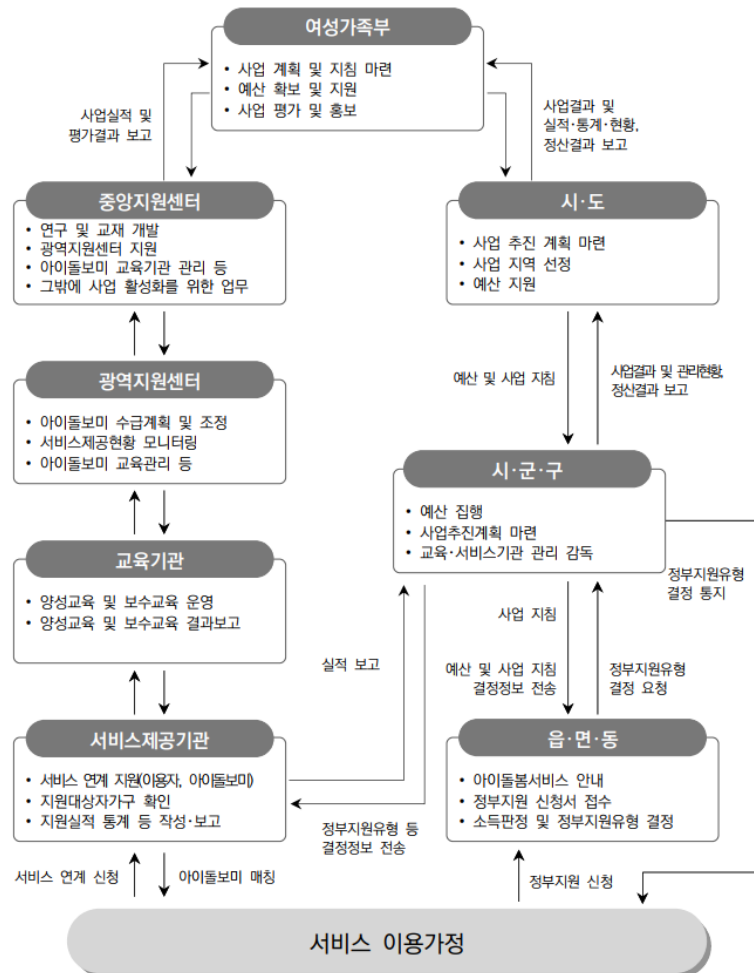 여성가족부
• 사업 계획 및 지침 마련
• 예산 확보 및 지원
• 사업 평가 및 홍보
사업실적 및
평가결과 보고
사업결과 및
실적·통계·현황,
정산결과 보고
중앙지원센터
• 연구 및 교재 개발
• 광역지원센터 지원
• 아이돌보미 교육기관 관리 등
• 그밖에 사업 활성화를 위한 업무
시·도
• 사업 추진 계획 마련
• 사업 지역 선정
• 예산 지원
예산 및 사업 지침
사업결과 및 관리현황,
정산결과 보고
광역지원센터
• 아이돌보미 수급계획 및 조정
• 서비스제공현황 모니터링
• 아이돌보미 교육관리 등
시·군·구
• 예산 집행
• 사업추진계획 마련
• 교육·서비스기관 관리 감독
교육기관
• 양성교육 및 보수교육 운영
• 양성교육 및 보수교육 결과보고
정부지원유형
결정 통지
사업 지침
실적 보고
예산 및 사업 지침
결정정보 전송
정부지원유형
결정 요청
서비스제공기관
• 서비스 연계 지원(이용자, 아이돌보미)
• 지원대상자가구 확인
• 지원실적 통계 등 작성·보고
읍·면·동
• 아이돌봄서비스 안내
• 정부지원 신청서 접수
• 소득판정 및 정부지원유형 결정
정부지원유형 등
결정정보 전송
서비스 연계 신청
아이돌보미 매칭
정부지원 신청
서비스 이용가정